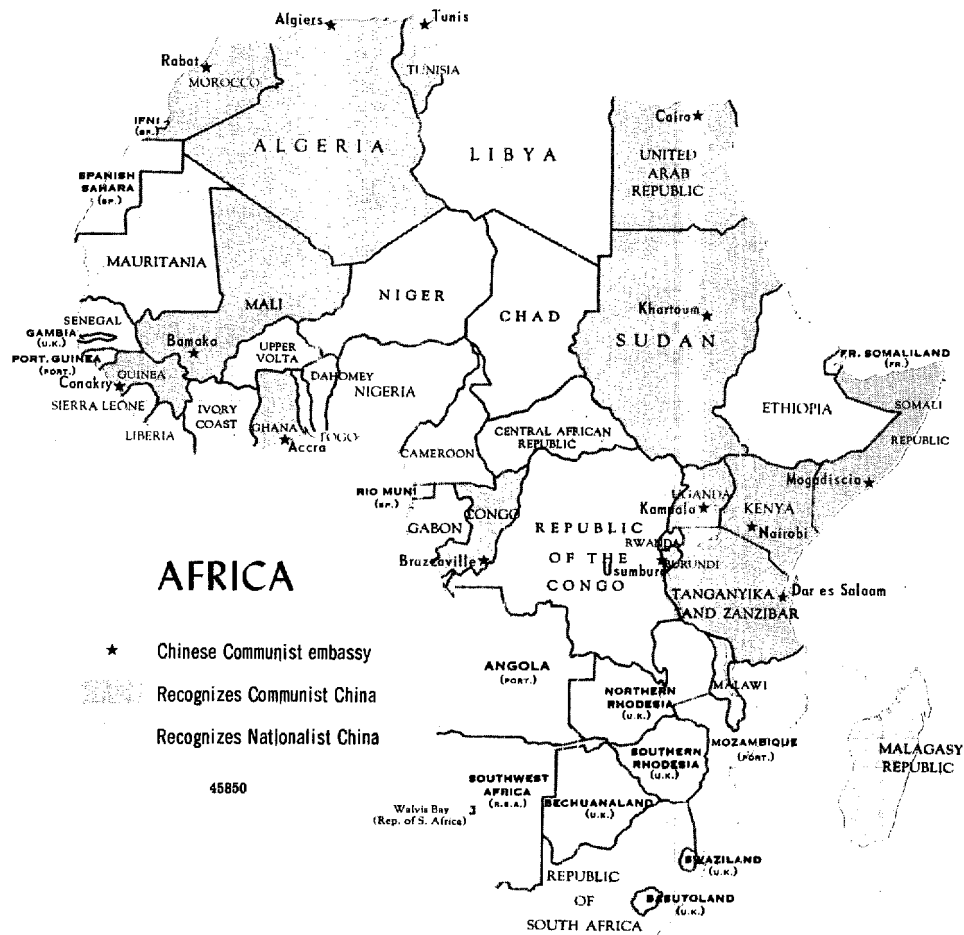 Algiers
Tunis
Rabat
MOROCCO
TUNISIA
IFNI
(SP.)
ALGERIA
LIBYA
Cairo
UNITED
ARAB
REPUBLIC
SPANISH
SAHARA
(SP.)
MAURITANIA
MALI
NIGER
CHAD
Khartoum
SUDAN
SENEGAL
GAMBIA
(U.K.)
Bamaka
UPPER
VOLTA
PORT. GUINEA
(PORT.)
GUINEA
Conakry
DAHOMEY
NIGERIA
FR. SOMALILAND
(FR.)
SIERRA LEONE
IVORY
COAST
ETHIOPIA
SOMALI
REPUBLIC
LIBERIA
GHANA
TOGO
Accra
CENTRAL AFRICAN
REPUBLIC
CAMEROON
Mogadiscio
RIO MUNI
(SP.)
UGANDA
Kampala
KENYA
Nairobi
GABON
CONGO
REPUBLIC
OF THE
CONGO
RWANDA
Brazzaville
Usumbura
BURUNDI
AFRICA
TANGANYIKA
AND ZANZIBAR
Dar es Salaam
★ Chinese Communist embassy
Recognizes Communist China
Recognizes Nationalist China
45850
ANGOLA
(PORT.)
NORTHERN
RHODESIA
(U.K.)
MALAWI
MOZAMBIQUE
(PORT.)
MALAGASY
REPUBLIC
SOUTHERN
RHODESIA
(U.K.)
SOUTHWEST
AFRICA
(R.S.A.)
BECHUANALAND
(U.K.)
Walvis Bay
(Rep. of S. Africa)
SWAZILAND
(U.K.)
REPUBLIC
OF
SOUTH AFRICA
BASUTOLAND
(U.K.)